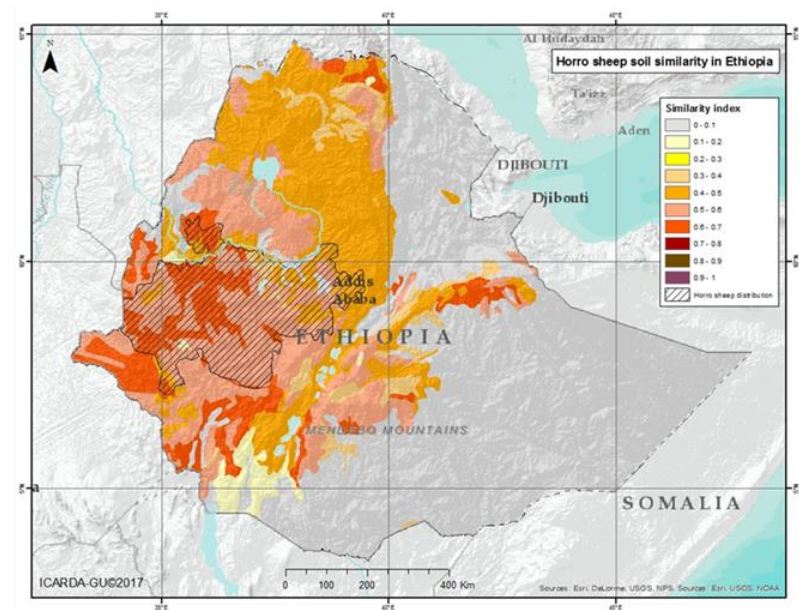 Al Hudaydah
Horro sheep soil similarity in Ethiopia
Ta'izz
Aden
Similarity index
0 - 0.1
0.1 - 0.2
0.2 - 0.3
0.3 - 0.4
0.4 - 0.5
0.5 - 0.6
0.6 - 0.7
0.7 - 0.8
0.8 - 0.9
0.9 - 1
Horro sheep distribution
DJIBOUTI
Djibouti
Addis
Ababa
ETHIOPIA
MENDEBO MOUNTAINS
SOMALIA
ICARDA-GU©2017
0 100 200 400 Km
Sources: Esri, DeLorme, USGS, NPS, Sources: Esri, USGS, NOAA